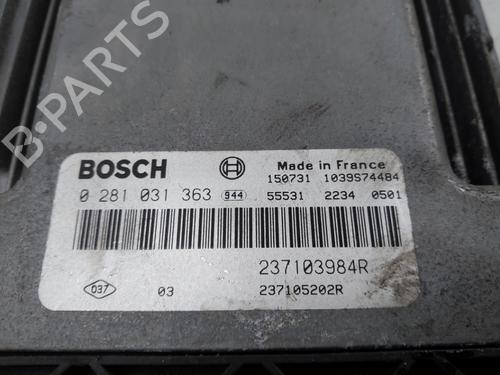 B-PARTS
BOSCH Made in France
150731 1039S74484
0 281 031 363 944 55531 2234 0501
237103984R
037 03 237105202R